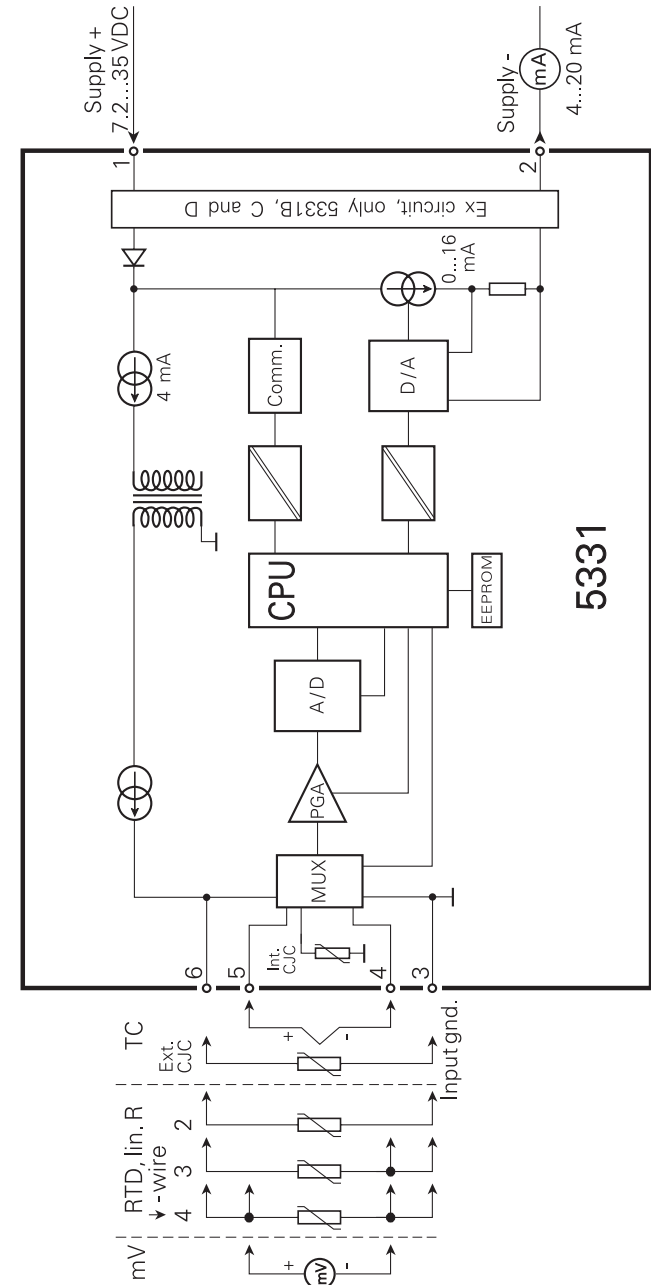 Supply +
7.2...35 VDC
Supply -
mA
4...20 mA
1
2
Ex circuit, only 5331B, C and D
4 mA
0...16
mA
Comm.
D/A
CPU
EEPROM
5331
A/D
PGA
MUX
Int.
CJC
6
5
4
3
TC
Ext.
CJC
+
-
Input gnd.
RTD, lin. R
-wire
2
3
4
mV
+
-
mV